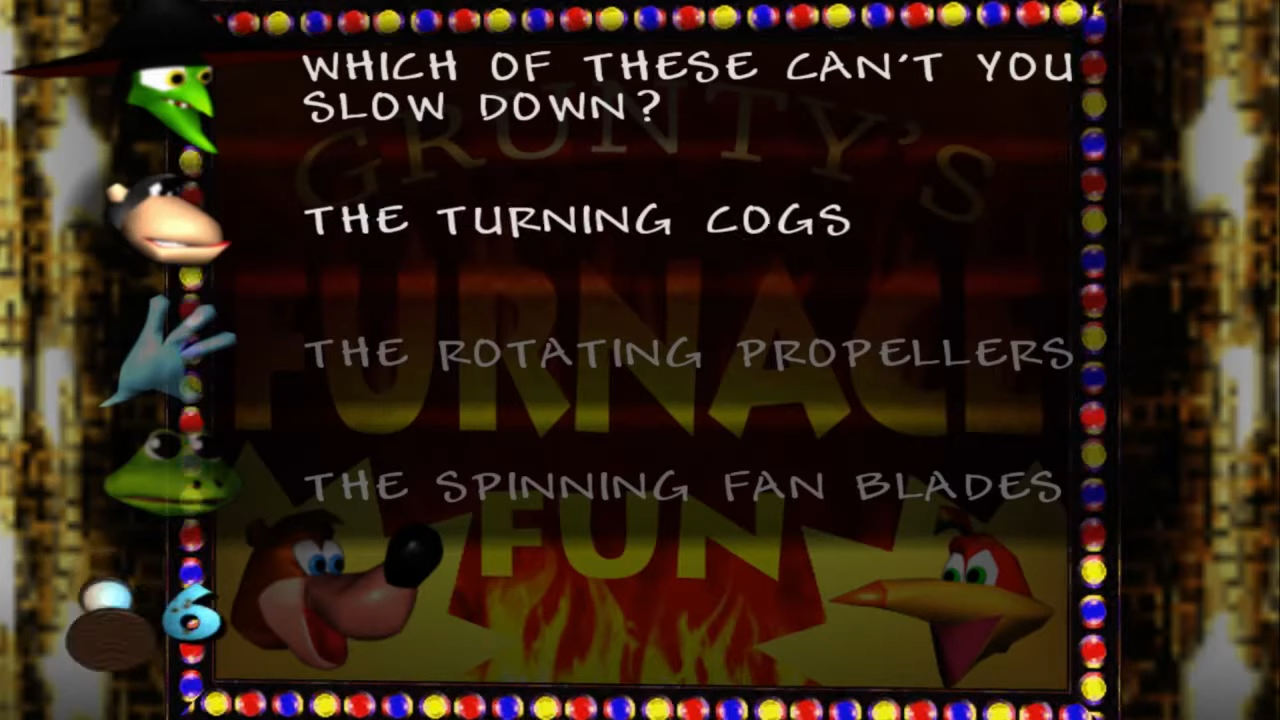 WHICH OF THESE CAN'T YOU
SLOW DOWN?
GRUNTY'S
THE TURNING COGS
FURNACE
THE ROTATING PROPELLERS
THE SPINNING FAN BLADES
FUN
6